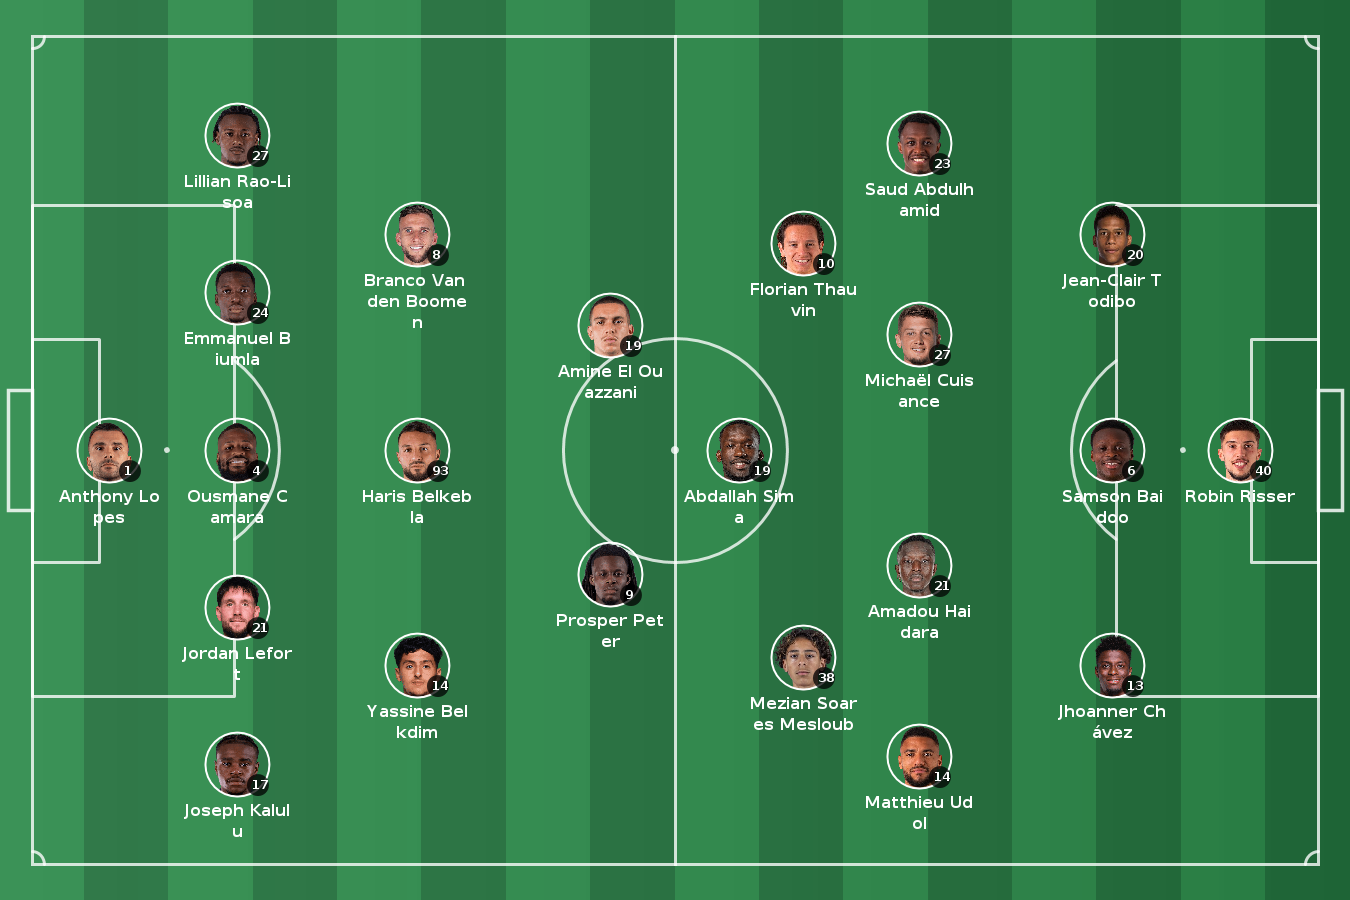 27
Lillian Rao-Li
soa
24
Emmanuel B
iumla
1
Anthony Lo
pes
4
Ousmane C
amara
21
Jordan Lefor
t
17
Joseph Kalul
u
8
Branco Van
den Boome
n
93
Haris Belkeb
la
14
Yassine Bel
kdim
19
Amine El Ou
azzani
9
Prosper Pet
er
19
Abdallah Sim
a
10
Florian Thau
vin
38
Mezian Soar
es Mesloub
23
Saud Abdulh
amid
27
Michaël Cuis
ance
21
Amadou Hai
dara
14
Matthieu Ud
ol
20
Jean-Clair T
odibo
6
Samson Bai
doo
13
Jhoanner Ch
ávez
40
Robin Risser